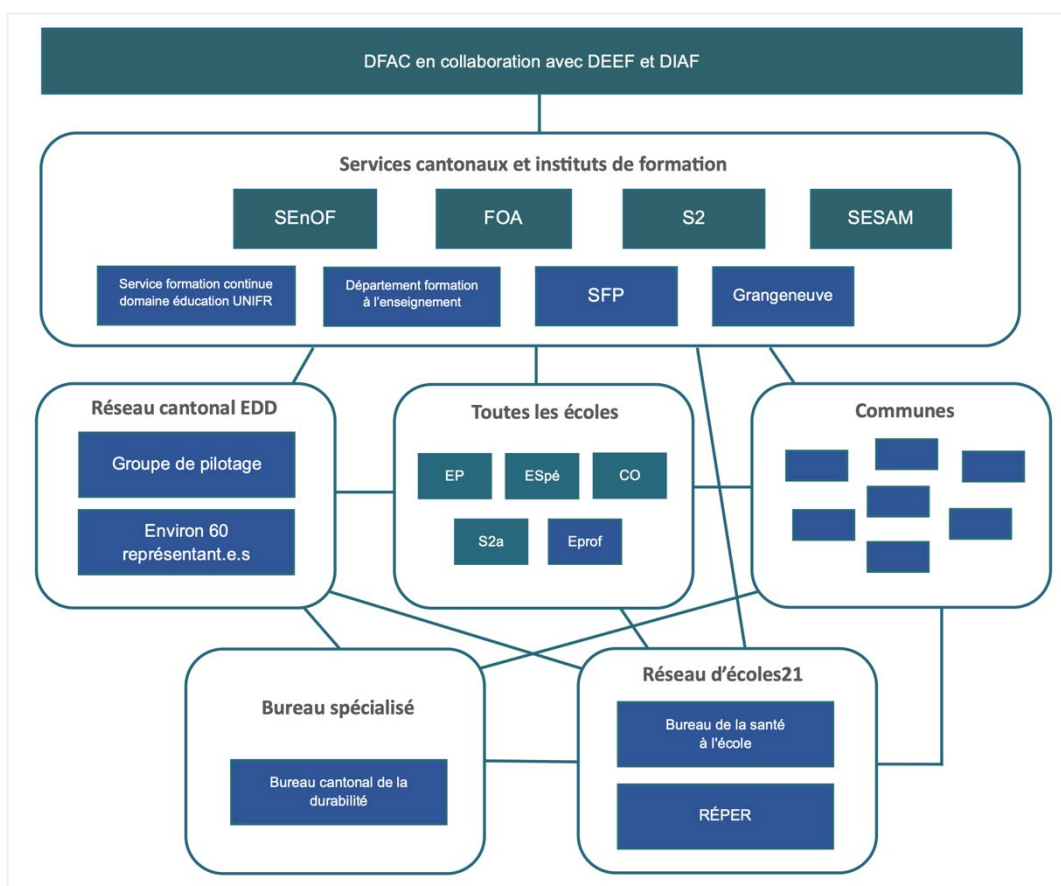 DFAC en collaboration avec DEEF et DIAF
Services cantonaux et instituts de formation
SEnOF
FOA
S2
SESAM
Service formation continue
domaine éducation UNIFR
Département formation
à l'enseignement
SFP
Grangeneuve
Réseau cantonal EDD
Groupe de pilotage
Environ 60
représentant.e.s
Toutes les écoles
EP
ESpé
CO
S2a
Eprof
Communes
Bureau spécialisé
Bureau cantonal de la
durabilité
Réseau d'écoles21
Bureau de la santé
à l'école
RÉPER